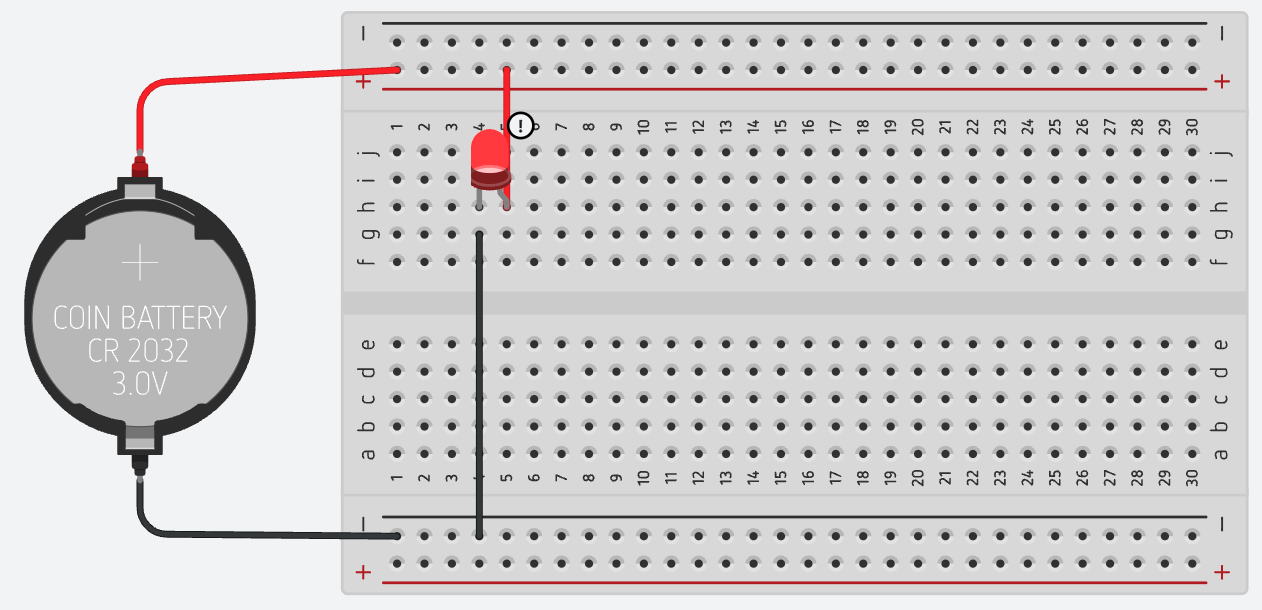 − −
+ +
1 2 3 4 5 6 7 8 9 10 11 12 13 14 15 16 17 18 19 20 21 22 23 24 25 26 27 28 29 30
!
j j
i i
h h
g g
f f
COIN BATTERY
CR 2032
3.0V
e e
d d
c c
b b
a a
1 2 3 4 5 6 7 8 9 10 11 12 13 14 15 16 17 18 19 20 21 22 23 24 25 26 27 28 29 30
− −
+ +